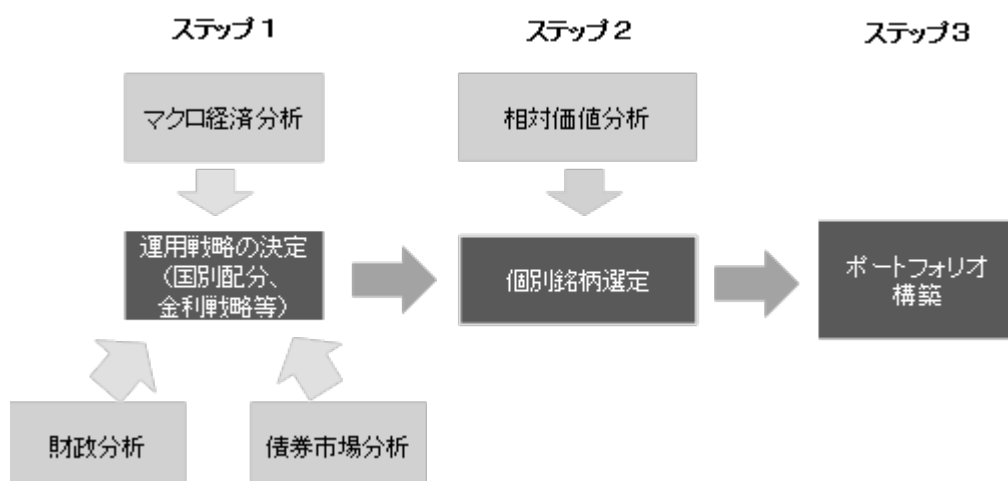 ステップ1
ステップ2
ステップ3
マクロ経済分析
相対価値分析
運用戦略の決定
（国別配分、
金利戦略等）
個別銘柄選定
ポートフォリオ
構築
財政分析
債券市場分析